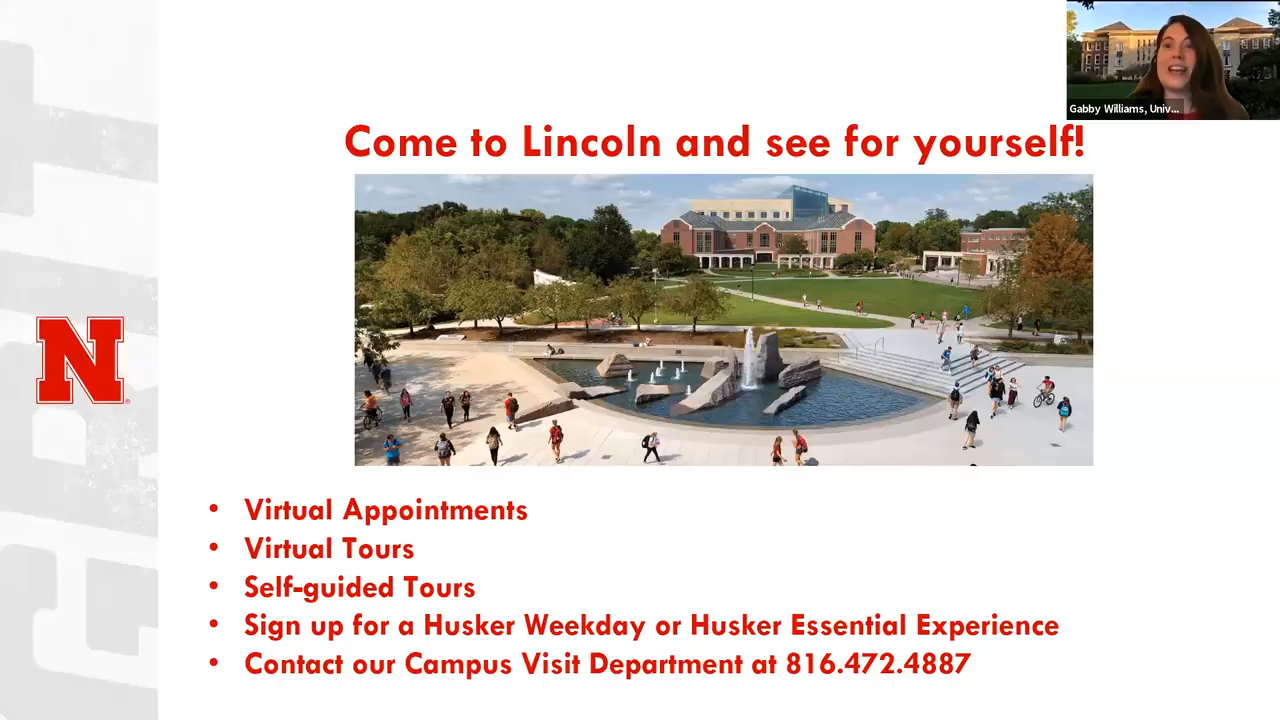 Gabby Williams, Univ...
Come to Lincoln and see for yourself!
N
• Virtual Appointments
• Virtual Tours
• Self-guided Tours
• Sign up for a Husker Weekday or Husker Essential Experience
• Contact our Campus Visit Department at 816.472.4887